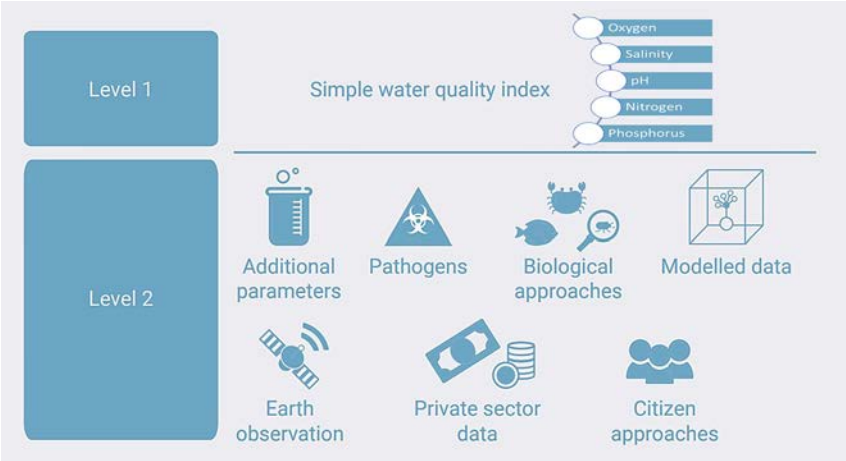 Level 1
Simple water quality index
Oxygen
Salinity
pH
Nitrogen
Phosphorus
Level 2
Additional
parameters
Pathogens
Biological
approaches
Modelled data
Earth
observation
Private sector
data
Citizen
approaches